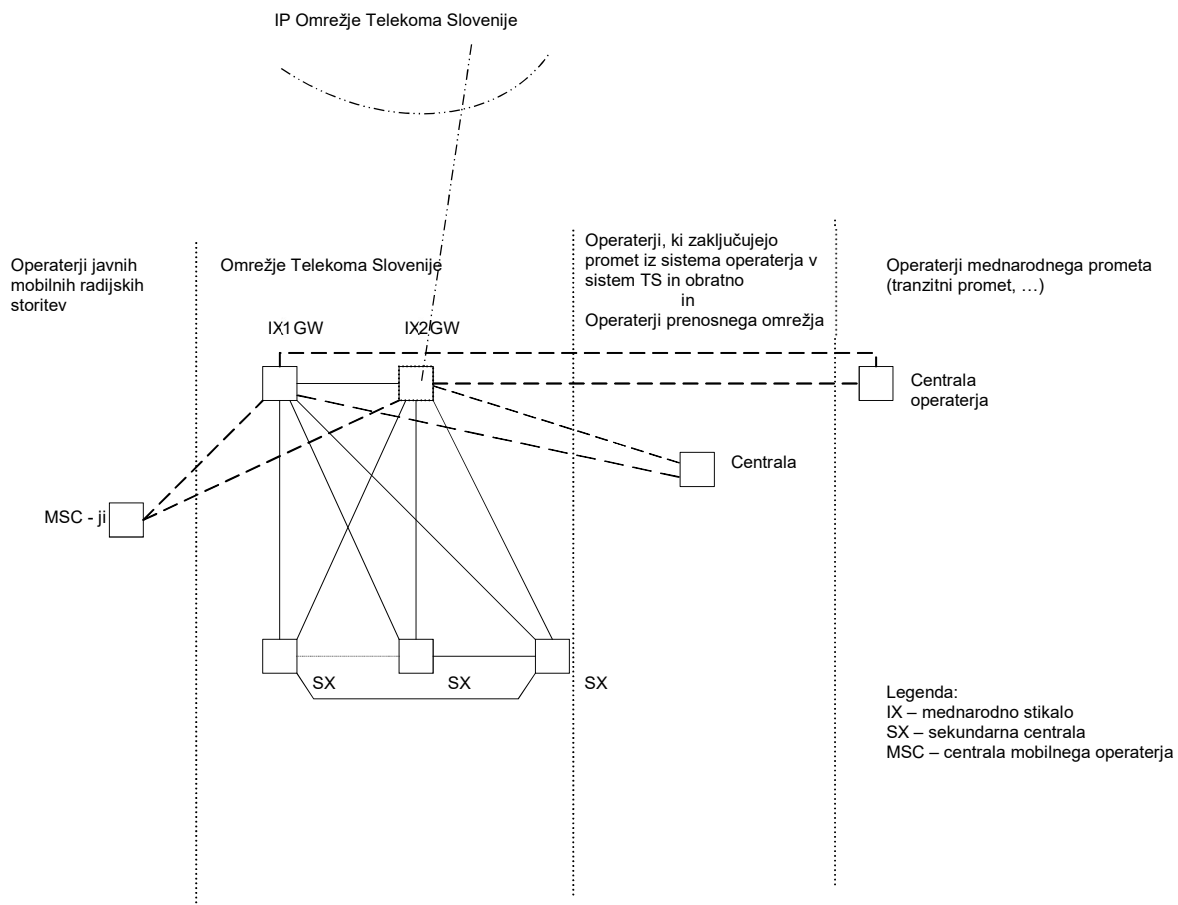 IP Omrežje Telekoma Slovenije
Operaterji javnih
mobilnih radijskih
storitev
Omrežje Telekoma Slovenije
Operaterji, ki zaključujejo
promet iz sistema operaterja v
sistem TS in obratno
in
Operaterji prenosnega omrežja
Operaterji mednarodnega prometa
(tranzitni promet, …)
IX1 GW
IX2GW
Centrala
operaterja
Centrala
MSC - ji
SX
SX
SX
Legenda:
IX – mednarodno stikalo
SX – sekundarna centrala
MSC – centrala mobilnega operaterja